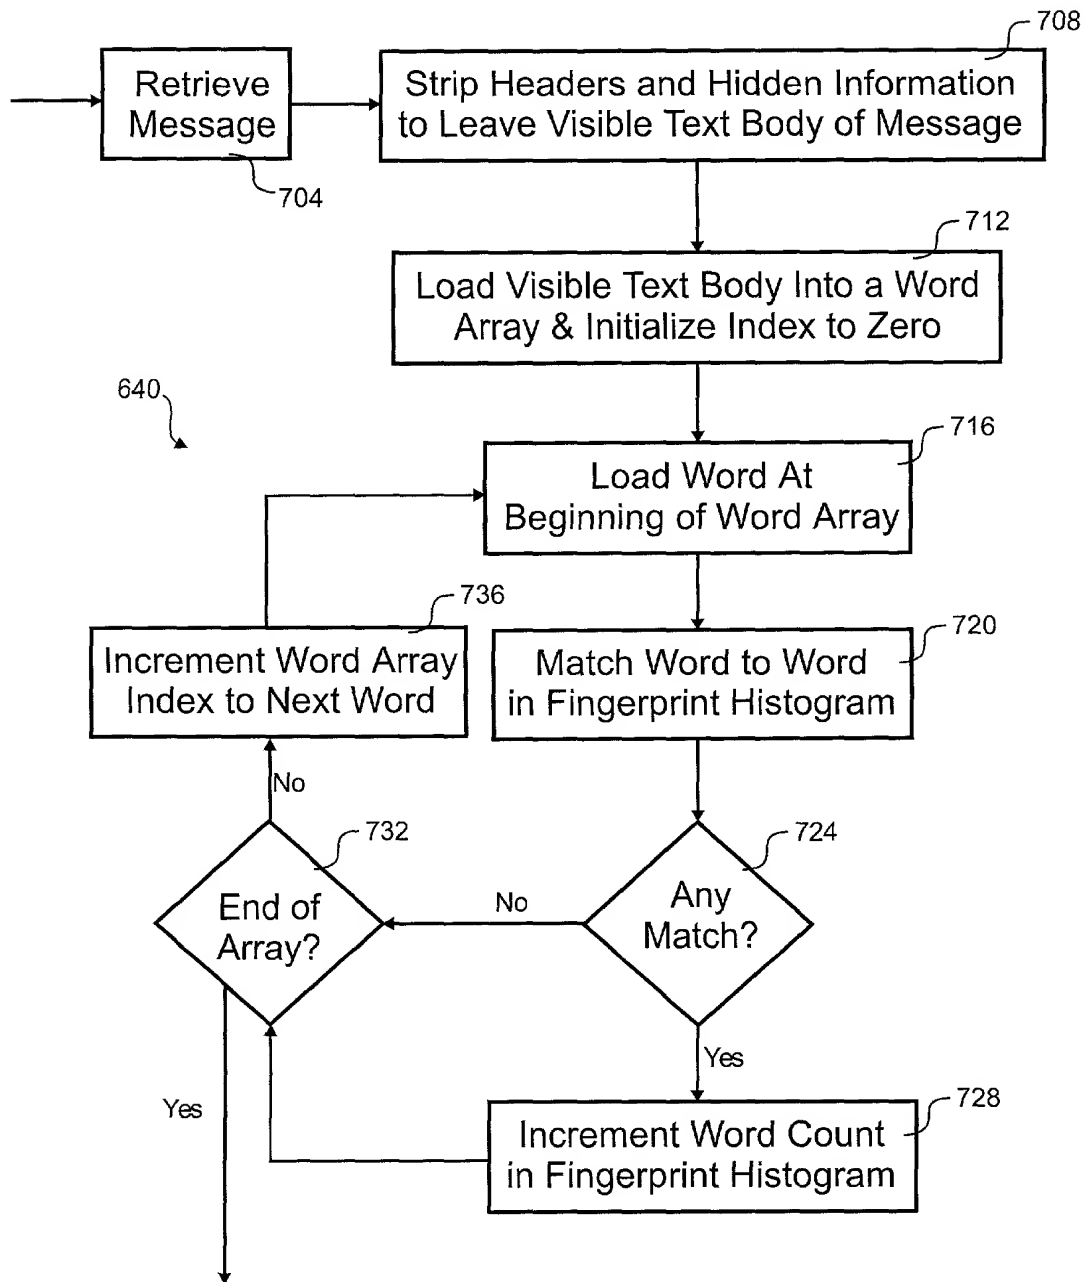 708
Retrieve
Message
Strip Headers and Hidden Information
to Leave Visible Text Body of Message
704
712
Load Visible Text Body Into a Word
Array & Initialize Index to Zero
640
716
Load Word At
Beginning of Word Array
736
720
Increment Word Array
Index to Next Word
Match Word to Word
in Fingerprint Histogram
No
732
724
End of
Array?
No
Any
Match?
Yes
Yes
728
Increment Word Count
in Fingerprint Histogram